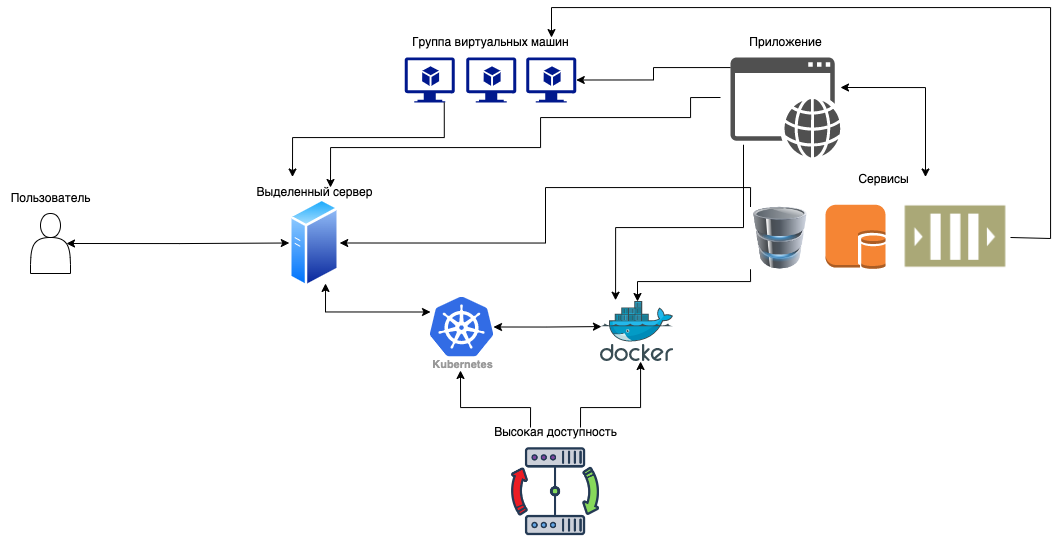 Группа виртуальных машин
Приложение
Сервисы
Выделенный сервер
Пользователь
Kubernetes
docker
Высокая доступность